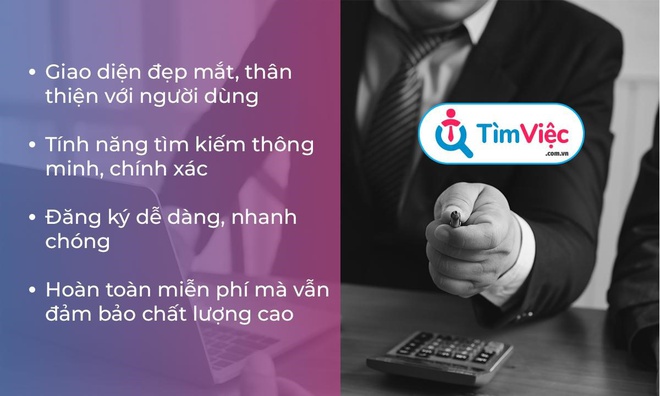 Giao diện đẹp mắt, thân
thiện với người dùng
Tính năng tìm kiếm thông
minh, chính xác
Đăng ký dễ dàng, nhanh
chóng
Hoàn toàn miễn phí mà vẫn
đảm bảo chất lượng cao
TìmViệc
.com.vn